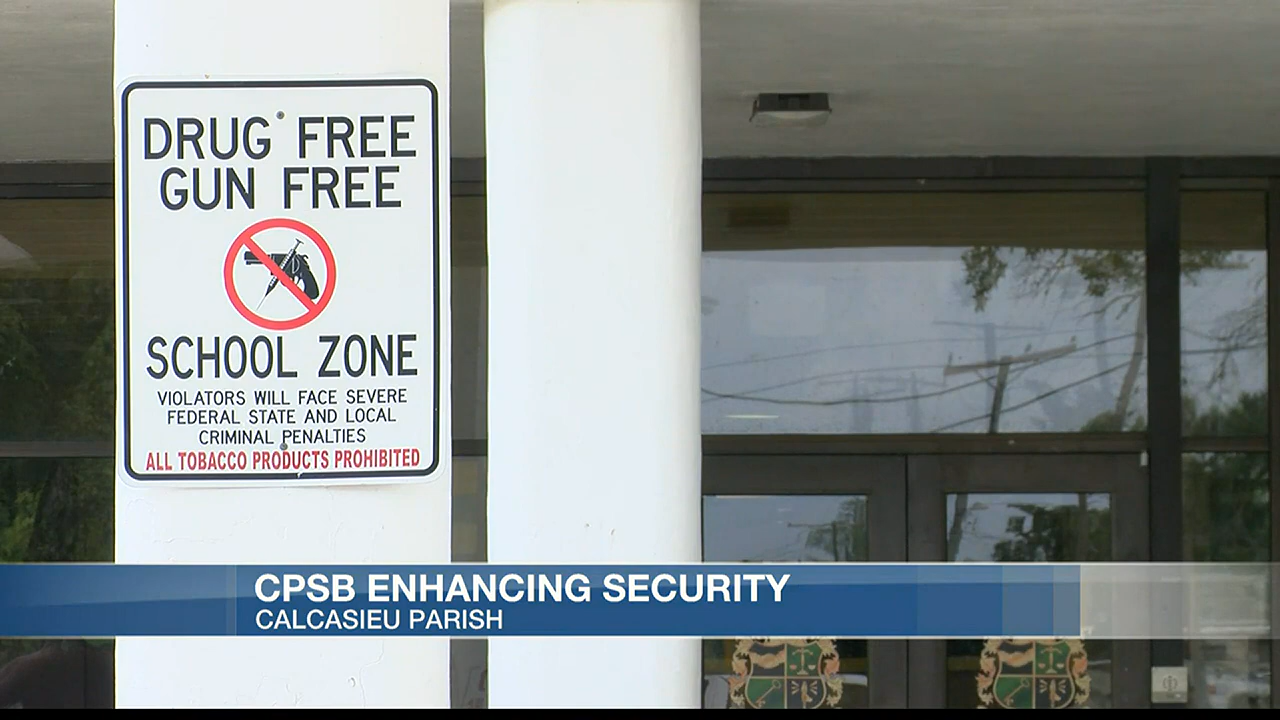 DRUG FREE
GUN FREE
SCHOOL ZONE
VIOLATORS WILL FACE SEVERE
FEDERAL STATE AND LOCAL
CRIMINAL PENALTIES
ALL TOBACCO PRODUCTS PROHIBITED
CPSB ENHANCING SECURITY
CALCASIEU PARISH